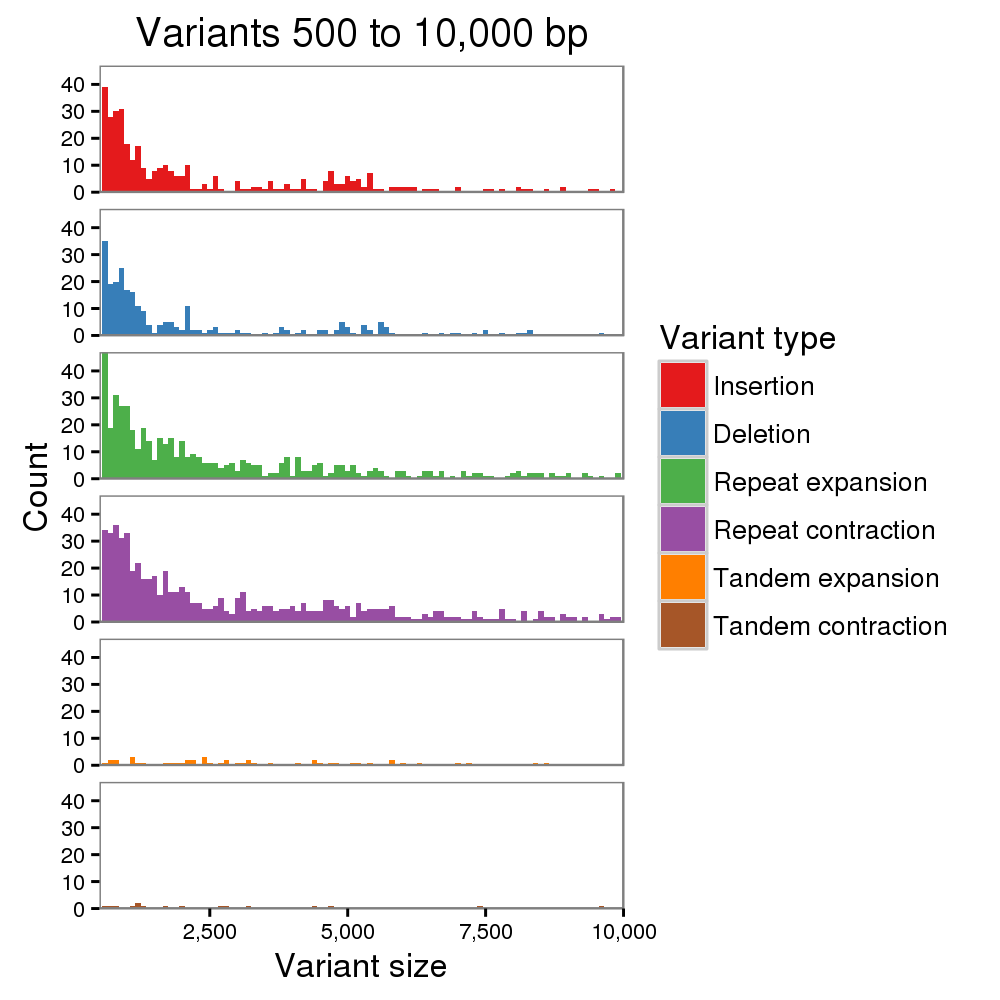 Variants 500 to 10,000 bp
Count
40
30
20
10
0
40
30
20
10
0
40
30
20
10
0
40
30
20
10
0
40
30
20
10
0
40
30
20
10
0
2,500 5,000 7,500 10,000
Variant size
Variant type
Insertion
Deletion
Repeat expansion
Repeat contraction
Tandem expansion
Tandem contraction